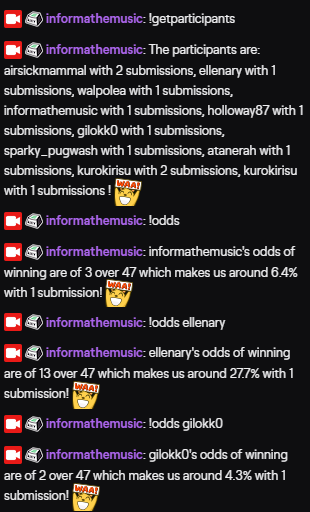 informathemusic: !getparticipants
informathemusic: The participants are:
airsickmammal with 2 submissions, ellenary with 1
submissions, walpolea with 1 submissions,
informathemusic with 1 submissions, holloway87 with 1
submissions, gilokk0 with 1 submissions,
sparky_pugwash with 1 submissions, atanerah with 1
submissions, kurokirisu with 2 submissions, kurokirisu
with 1 submissions ! WAA!
informathemusic: !odds
informathemusic: informathemusic's odds of
winning are of 3 over 47 which makes us around 6.4%
with 1 submission! WAA!
informathemusic: !odds ellenary
informathemusic: ellenary's odds of winning
are of 13 over 47 which makes us around 27.7% with 1
submission! WAA!
informathemusic: !odds gilokk0
informathemusic: gilokk0's odds of winning
are of 2 over 47 which makes us around 4.3% with 1
submission! WAA!